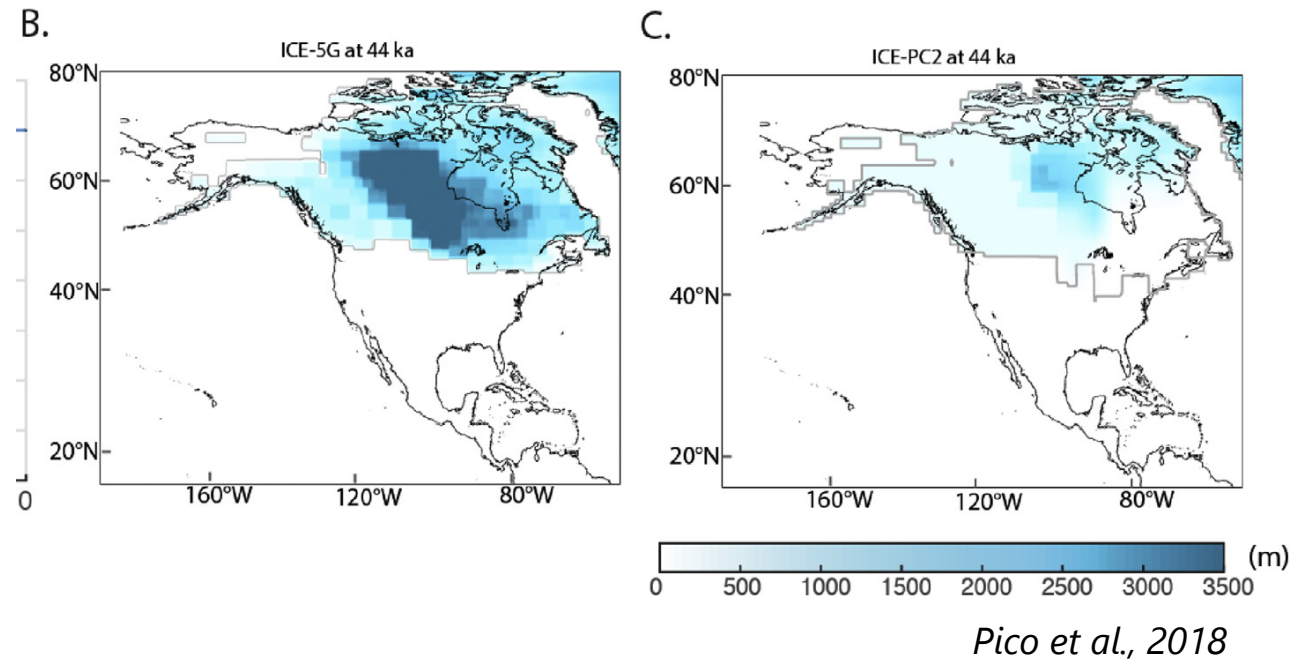 B.
ICE-5G at 44 ka
80°N
60°N
40°N
20°N
0
160°W 120°W 80°W
C.
ICE-PC2 at 44 ka
80°N
60°N
40°N
20°N
160°W 120°W 80°W
(m)
0 500 1000 1500 2000 2500 3000 3500
Pico et al., 2018